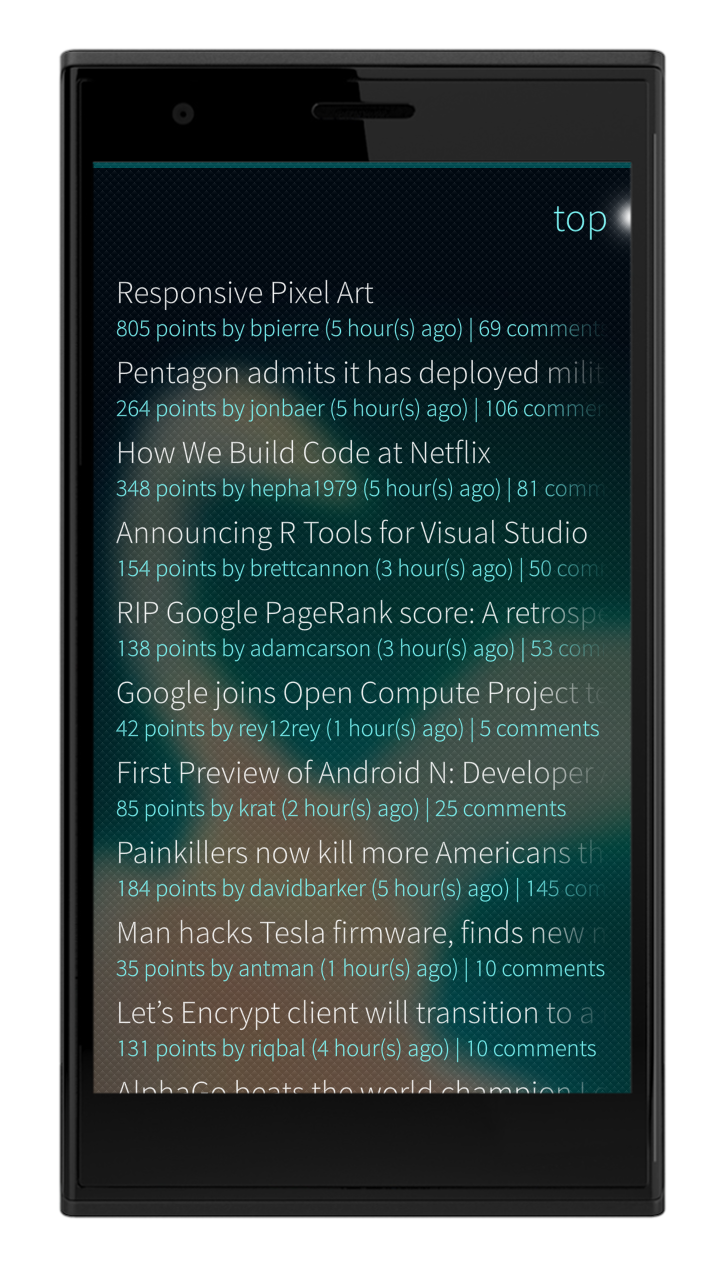 top
Responsive Pixel Art
805 points by bpierre (5 hour(s) ago) | 69 comment
Pentagon admits it has deployed milit
264 points by jonbaer (5 hour(s) ago) | 106 commen
How We Build Code at Netflix
348 points by hepha1979 (5 hour(s) ago) | 81 comm
Announcing R Tools for Visual Studio
154 points by brettcannon (3 hour(s) ago) | 50 com
RIP Google PageRank score: A retrospe
138 points by adamcarson (3 hour(s) ago) | 53 com
Google joins Open Compute Project to
42 points by rey12rey (1 hour(s) ago) | 5 comments
First Preview of Android N: Developer
85 points by krat (2 hour(s) ago) | 25 comments
Painkillers now kill more Americans th
184 points by davidbarker (5 hour(s) ago) | 145 com
Man hacks Tesla firmware, finds new
35 points by antman (1 hour(s) ago) | 10 comments
Let’s Encrypt client will transition to a
131 points by riqbal (4 hour(s) ago) | 10 comments
AlphaGo beats the world champion